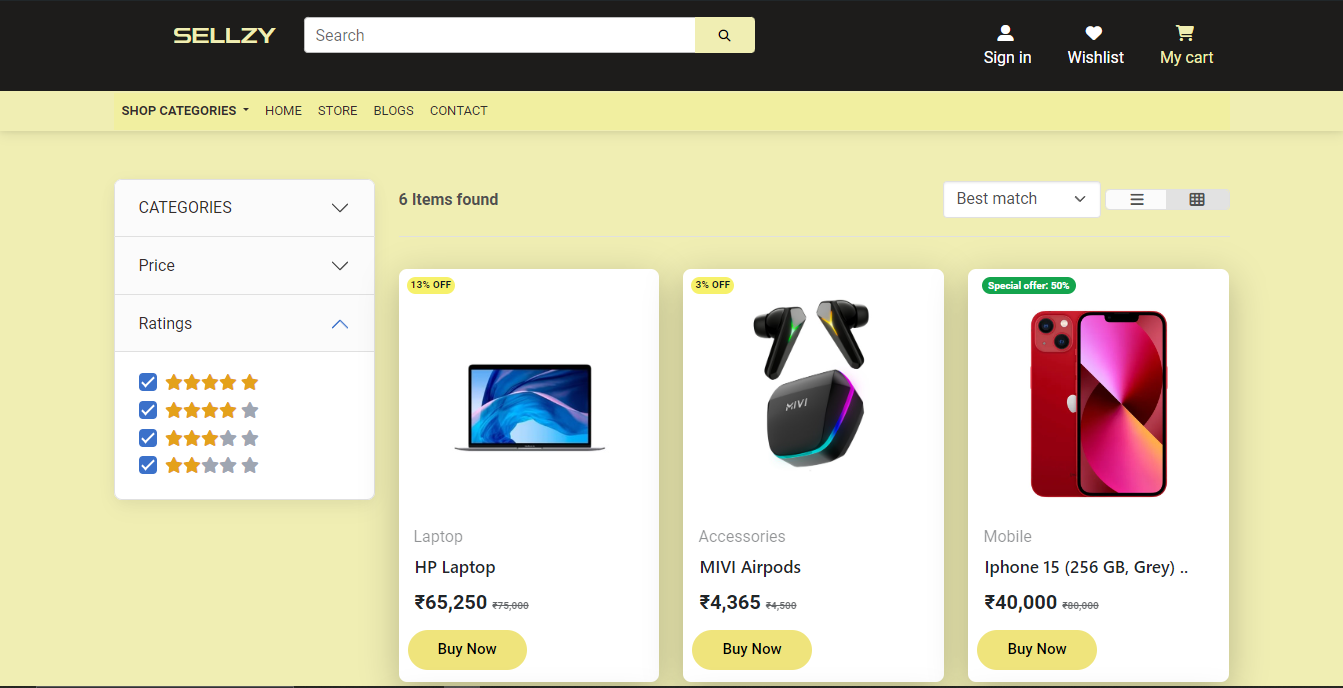 SELLZY
Search
Sign in
Wishlist
My cart
SHOP CATEGORIES HOME STORE BLOGS CONTACT
CATEGORIES
Price
Ratings
6 Items found
Best match
13% OFF
Laptop
HP Laptop
₹65,250 ₹75,000
Buy Now
3% OFF
MIVI
Accessories
MIVI Airpods
₹4,365 ₹4,500
Buy Now
Special offer: 50%
Mobile
Iphone 15 (256 GB, Grey) ..
₹40,000 ₹80,000
Buy Now